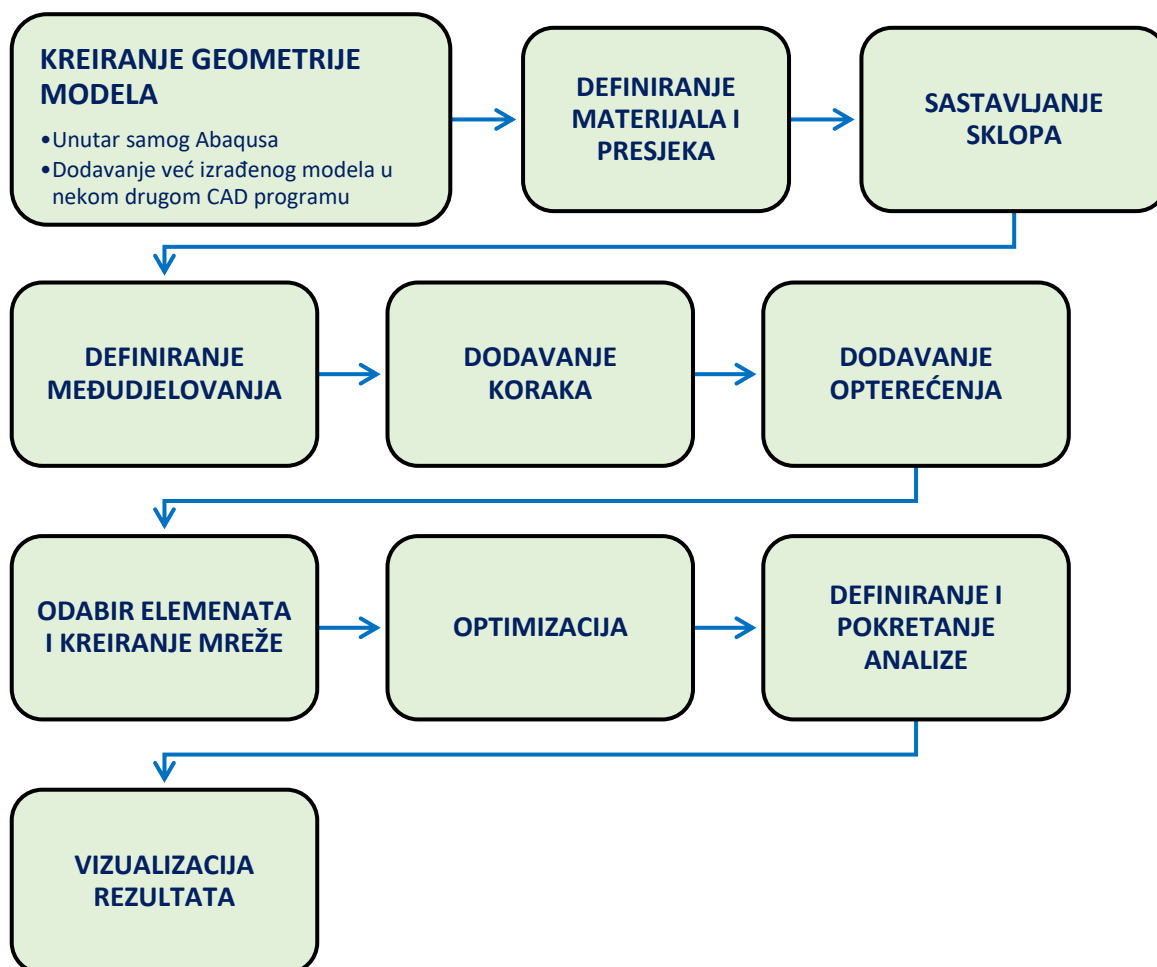 KREIRANJE GEOMETRIJE
MODELA
•Unutar samog Abaqusa
•Dodavanje već izrađenog modela u
nekom drugom CAD programu
DEFINIRANJE
MATERIJALA I
PRESJEKA
SASTAVLJANJE
SKLOPA
DEFINIRANJE
MEĐUDJELOVANJA
DODAVANJE
KORAKA
DODAVANJE
OPTEREĆENJA
ODABIR ELEMENATA
I KREIRANJE MREŽE
OPTIMIZACIJA
DEFINIRANJE I
POKRETANJE
ANALIZE
VIZUALIZACIJA
REZULTATA